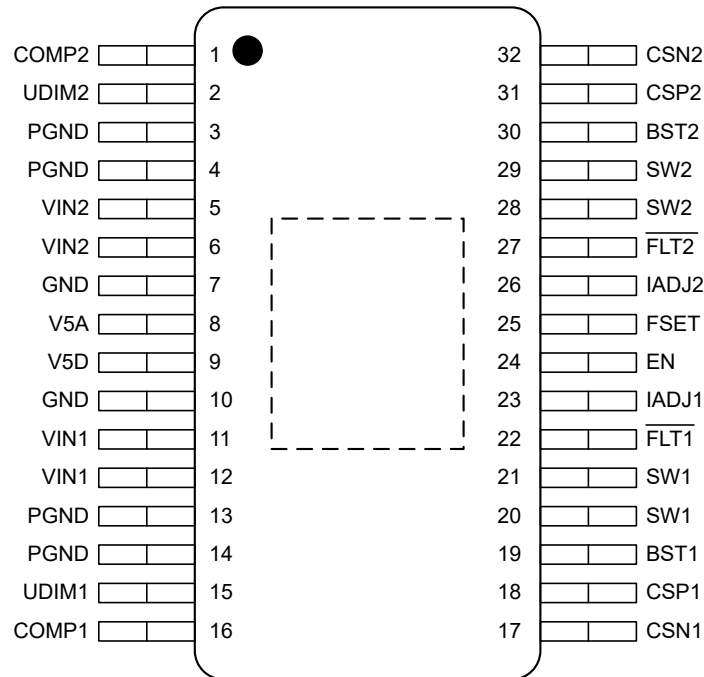 COMP2 1 32 CSN2
UDIM2 2 31 CSP2
PGND 3 30 BST2
PGND 4 29 SW2
VIN2 5 28 SW2
VIN2 6 27 FLT2
GND 7 26 IADJ2
V5A 8 25 FSET
V5D 9 24 EN
GND 10 23 IADJ1
VIN1 11 22 FLT1
VIN1 12 21 SW1
PGND 13 20 SW1
PGND 14 19 BST1
UDIM1 15 18 CSP1
COMP1 16 17 CSN1